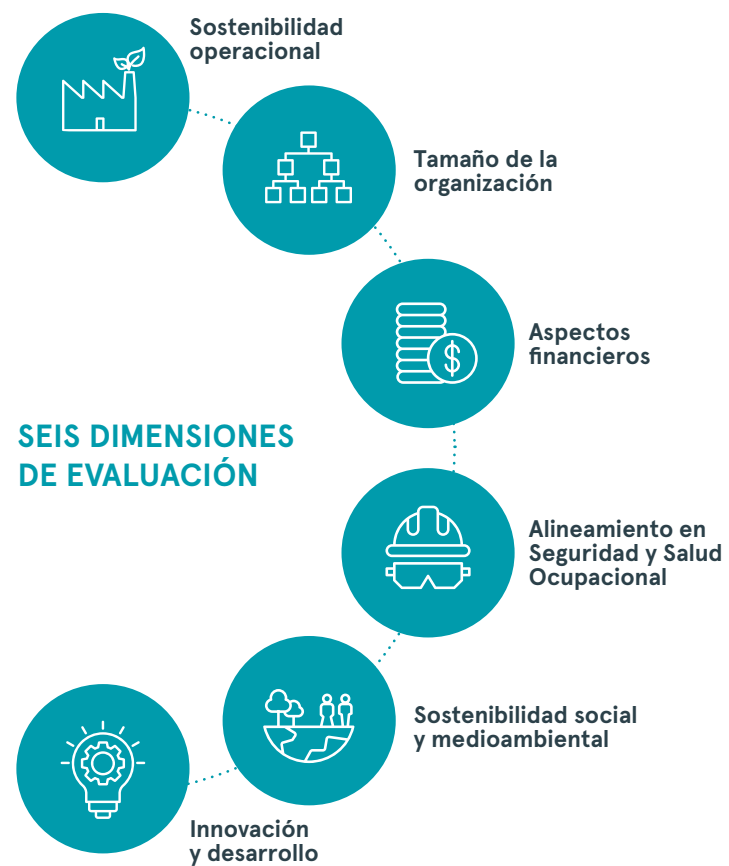 Sostenibilidad
operacional
Tamaño de la
organización
Aspectos
financieros
$
SEIS DIMENSIONES
DE EVALUACIÓN
Alineamiento en
Seguridad y Salud
Ocupacional
Sostenibilidad social
y medioambiental
Innovación
y desarrollo